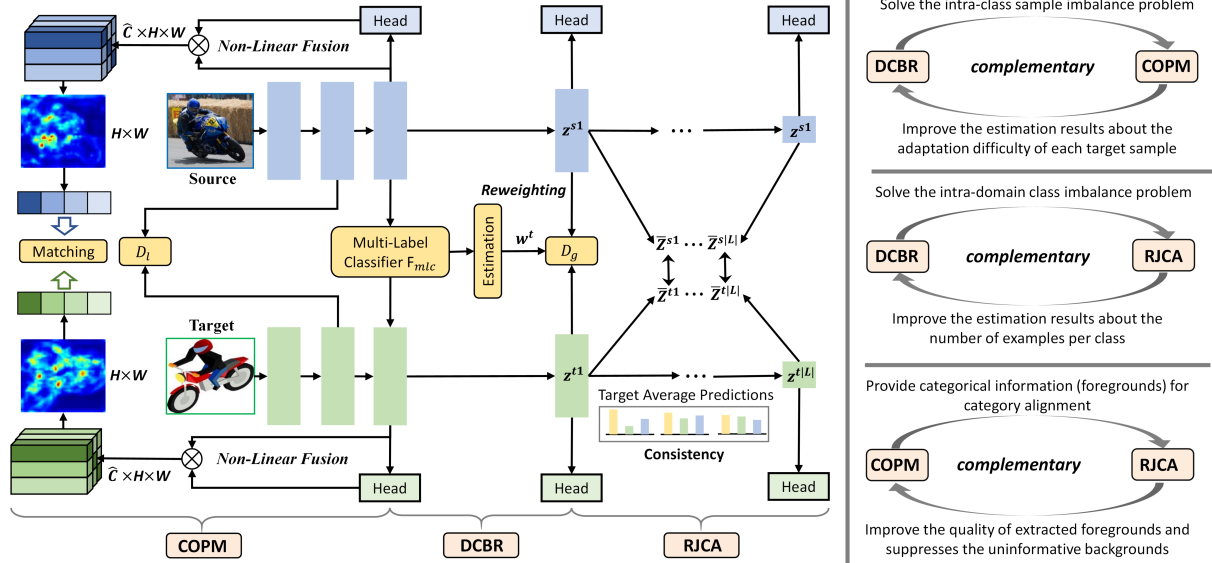 Head
Head
Head
Ĉ ×H×W
Non-Linear Fusion
H×W
Source
z^{s1}
...
z^{s1}
Reweighting
Matching
D_l
Multi-Label
Classifier F_{mlc}
Estimation
w^t
D_g
z̅^{s1} ... z̅^{s|L|}
z̅^{t1} ... z̅^{t|L|}
Target
H×W
z^{t1}
...
z^{t|L|}
Target Average Predictions
Consistency
Ĉ ×H×W
Non-Linear Fusion
Head
Head
Head
COPM
DCBR
RJCA
Solve the intra-class sample imbalance problem
DCBR
complementary
COPM
Improve the estimation results about the
adaptation difficulty of each target sample
Solve the intra-domain class imbalance problem
DCBR
complementary
RJCA
Improve the estimation results about the
number of examples per class
Provide categorical information (foregrounds) for
category alignment
COPM
complementary
RJCA
Improve the quality of extracted foregrounds and
suppresses the uninformative backgrounds